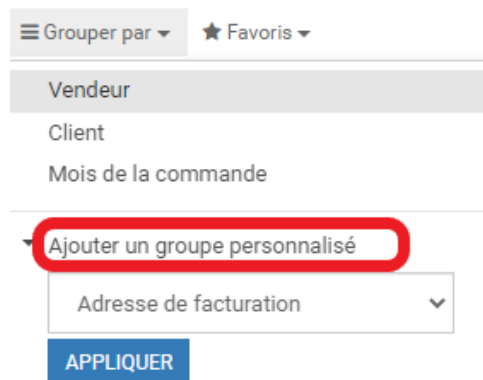 Grouper par Favoris
Vendeur
Client
Mois de la commande
Ajouter un groupe personnalisé
Adresse de facturation
APPLIQUER